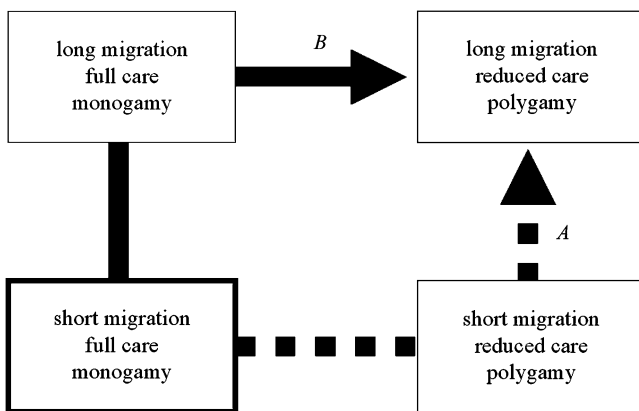 long migration
full care
monogamy
B
long migration
reduced care
polygamy
A
short migration
full care
monogamy
short migration
reduced care
polygamy